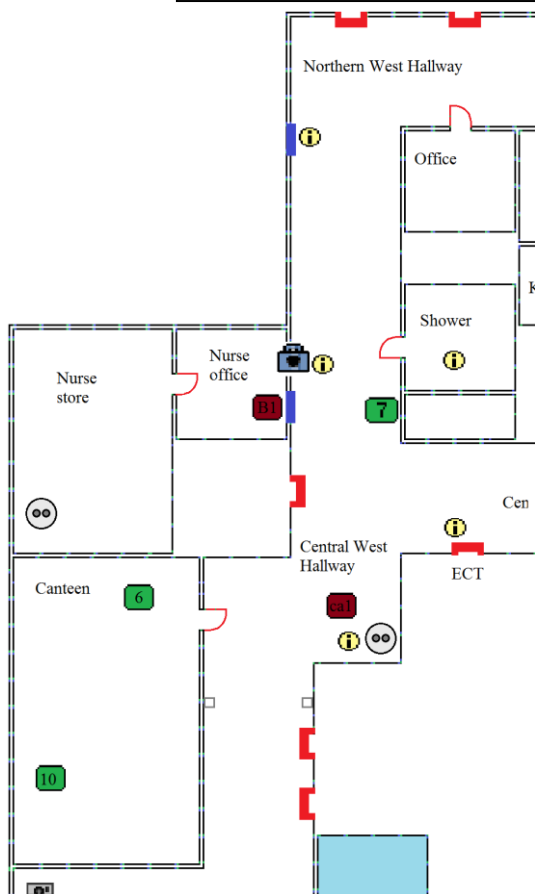 Northern West Hallway
i
Office
K
Shower
i
Nurse
office
i
Nurse
store
B1
7
Cen
i
Central West
Hallway
ECT
Canteen
6
ca1
i
10